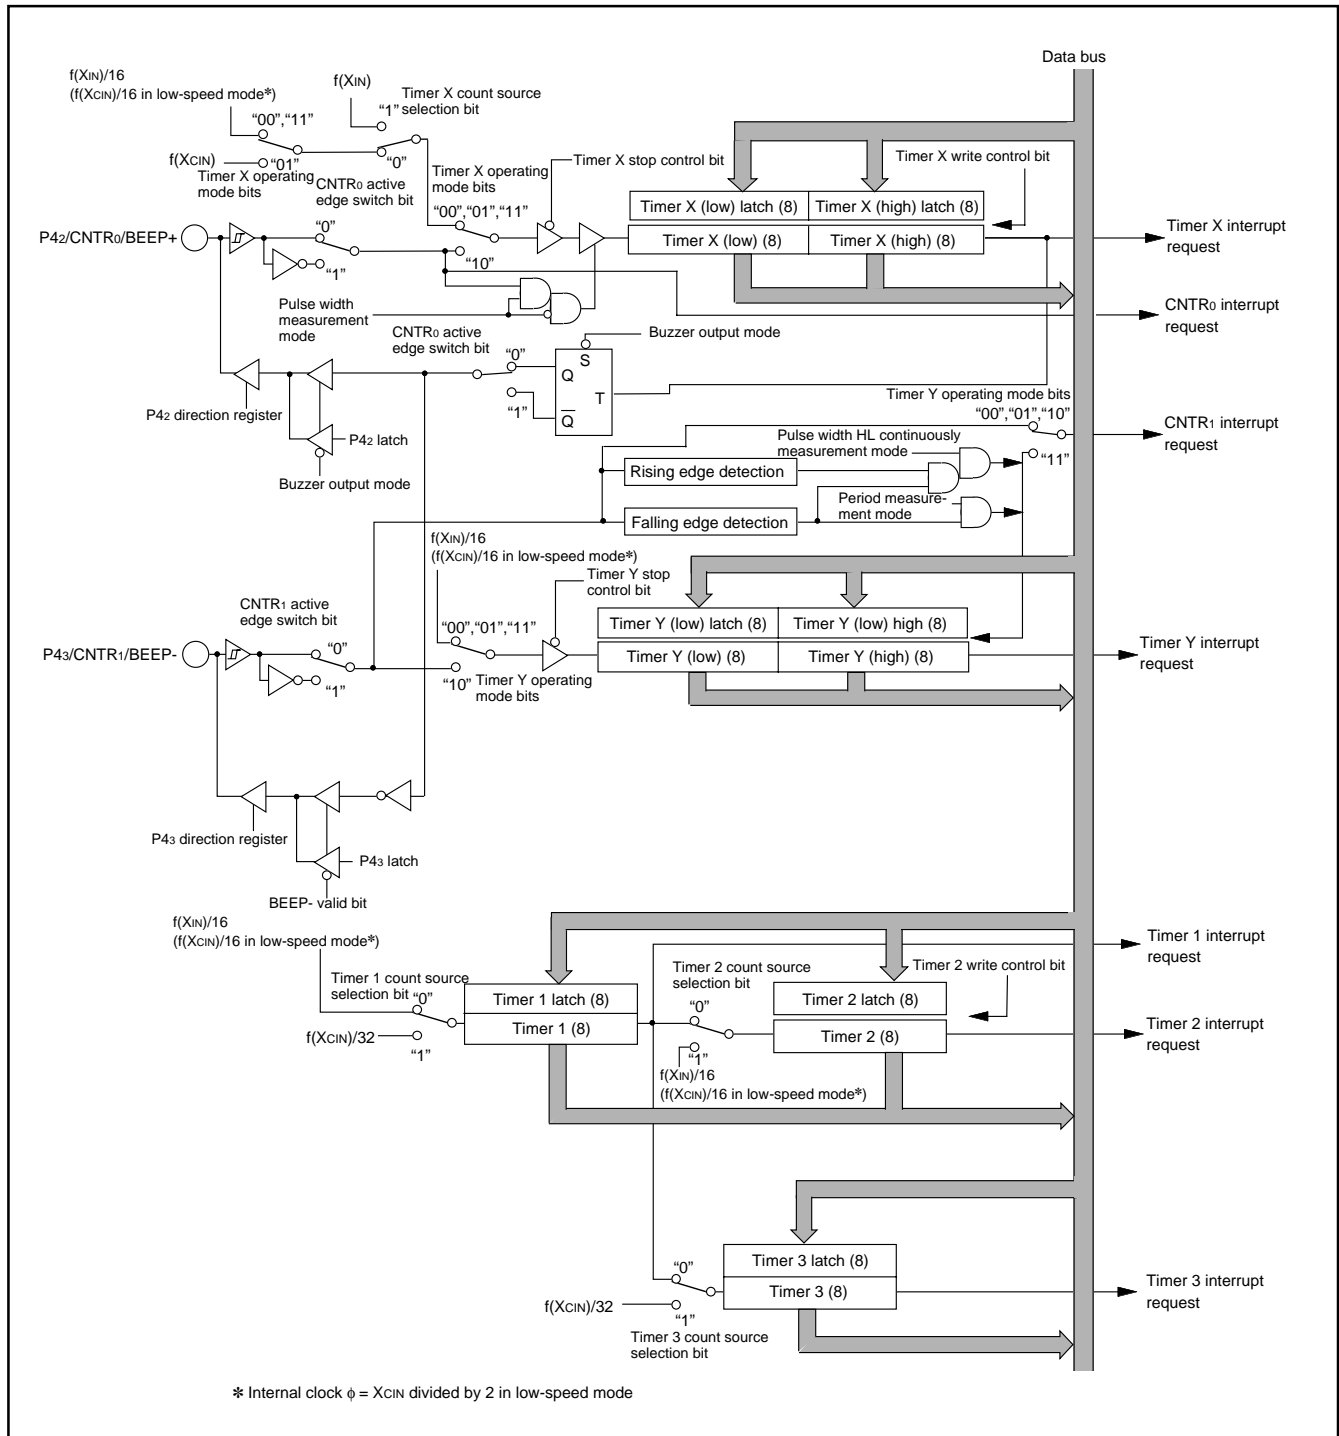 Data bus
f(XIN)/16
(f(XCIN)/16 in low-speed mode*)
f(XIN)
Timer X count source
selection bit
“1”
“00”,“11”
f(XCIN)
“01”
Timer X operating
mode bits
“0”
CNTR0 active
edge switch bit
Timer X operating
mode bits
Timer X stop control bit
Timer X write control bit
“00”,“01”,“11”
Timer X (low) latch (8)
Timer X (high) latch (8)
P42/CNTR0/BEEP+
“0”
“1”
“10”
Timer X (low) (8)
Timer X (high) (8)
Timer X interrupt
request
Pulse width
measurement
mode
CNTR0 interrupt
request
CNTR0 active
edge switch bit
Buzzer output mode
“0”
S
Q
T
“1”
Q
P42 direction register
P42 latch
Buzzer output mode
Timer Y operating mode bits
“00”,“01”,“10”
CNTR1 interrupt
request
Pulse width HL continuously
measurement mode
“11”
Rising edge detection
Period measure-
ment mode
Falling edge detection
f(XIN)/16
(f(XCIN)/16 in low-speed mode*)
Timer Y stop
control bit
CNTR1 active
edge switch bit
“00”,“01”,“11”
Timer Y (low) latch (8)
Timer Y (low) high (8)
P43/CNTR1/BEEP-
“0”
“1”
“10”
Timer Y operating
mode bits
Timer Y (low) (8)
Timer Y (high) (8)
Timer Y interrupt
request
P43 direction register
P43 latch
BEEP- valid bit
f(XIN)/16
(f(XCIN)/16 in low-speed mode*)
Timer 1 interrupt
request
Timer 1 count source
selection bit
“0”
Timer 2 count source
selection bit
“0”
Timer 2 write control bit
Timer 1 latch (8)
Timer 2 latch (8)
f(XCIN)/32
“1”
Timer 1 (8)
“1”
f(XIN)/16
(f(XCIN)/16 in low-speed mode*)
Timer 2 (8)
Timer 2 interrupt
request
Timer 3 latch (8)
“0”
Timer 3 (8)
Timer 3 interrupt
request
f(XCIN)/32
“1”
Timer 3 count source
selection bit
* Internal clock ϕ = XCIN divided by 2 in low-speed mode